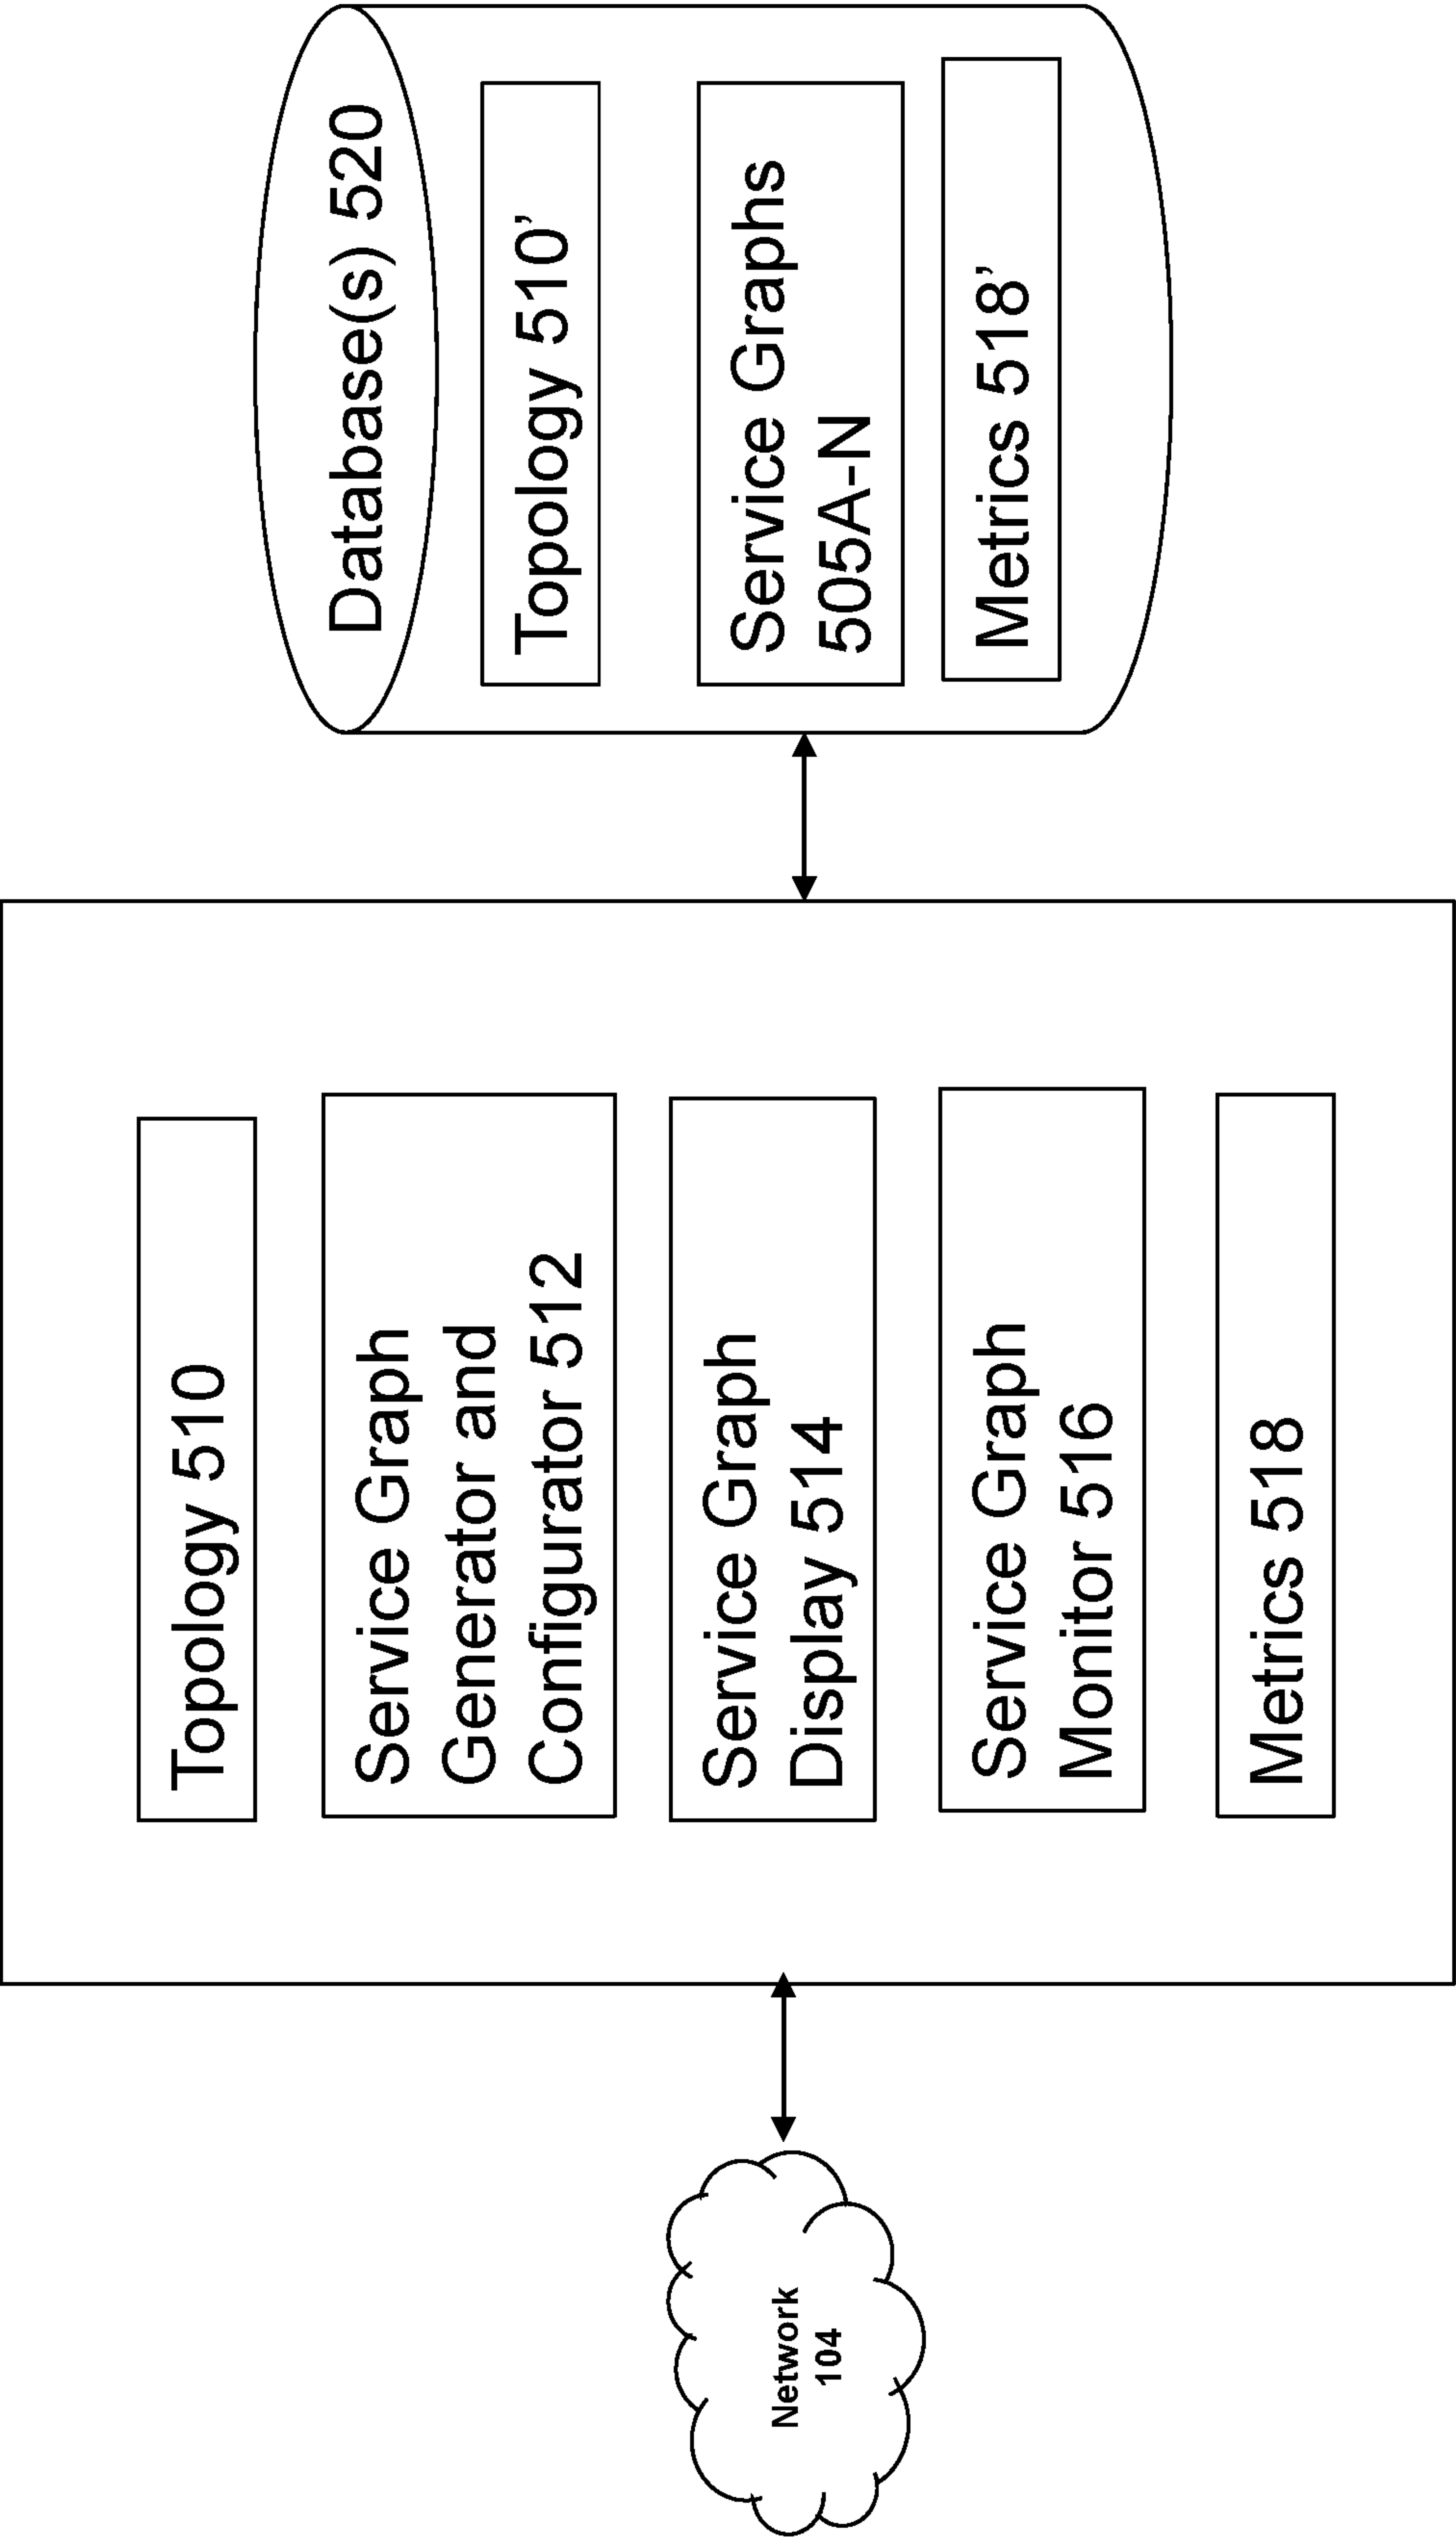 Network
104
Topology 510
Service Graph
Generator and
Configurator 512
Service Graph
Display 514
Service Graph
Monitor 516
Metrics 518
Database(s) 520
Topology 510’
Service Graphs
505A-N
Metrics 518’